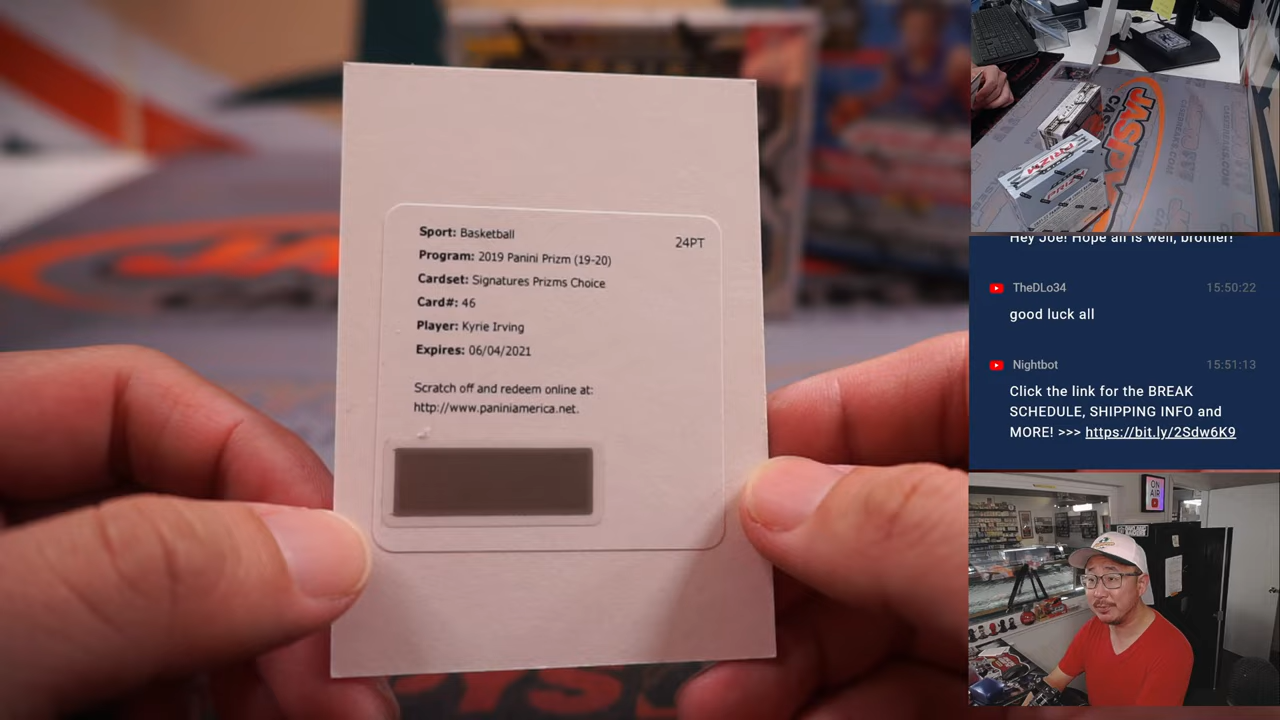 Sport: Basketball
24PT
Program: 2019 Panini Prizm (19-20)
Cardset: Signatures Prizms Choice
Card#: 46
Player: Kyrie Irving
Expires: 06/04/2021
Scratch off and redeem online at:
http://www.paniniamerica.net.
Hey Joe! Hope all is well, brother!
TheDLo34 15:50:22
good luck all
Nightbot 15:51:13
Click the link for the BREAK
SCHEDULE, SHIPPING INFO and
MORE! >>> https://bit.ly/2Sdw6K9
ON
AIR
JASPY
PRIZM